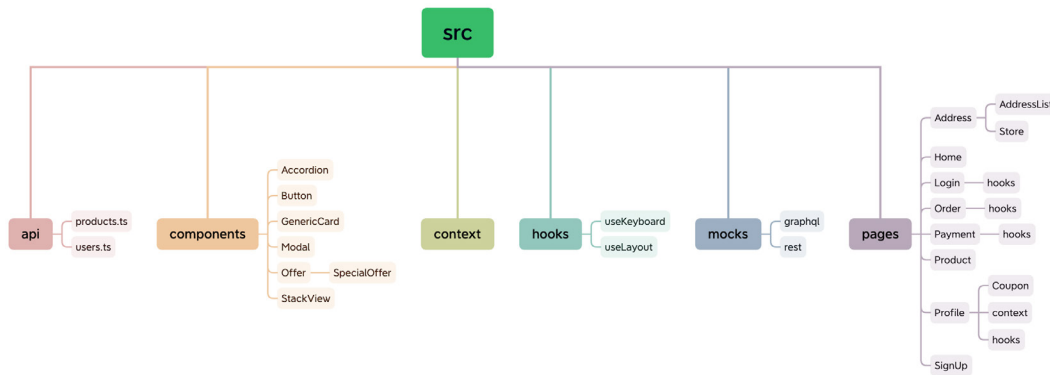 src
api
products.ts
users.ts
components
Accordion
Button
GenericCard
Modal
Offer
SpecialOffer
StackView
context
hooks
useKeyboard
useLayout
mocks
graphql
rest
pages
Address
AddressList
Store
Home
Login
hooks
Order
hooks
Payment
hooks
Product
Profile
Coupon
context
hooks
SignUp